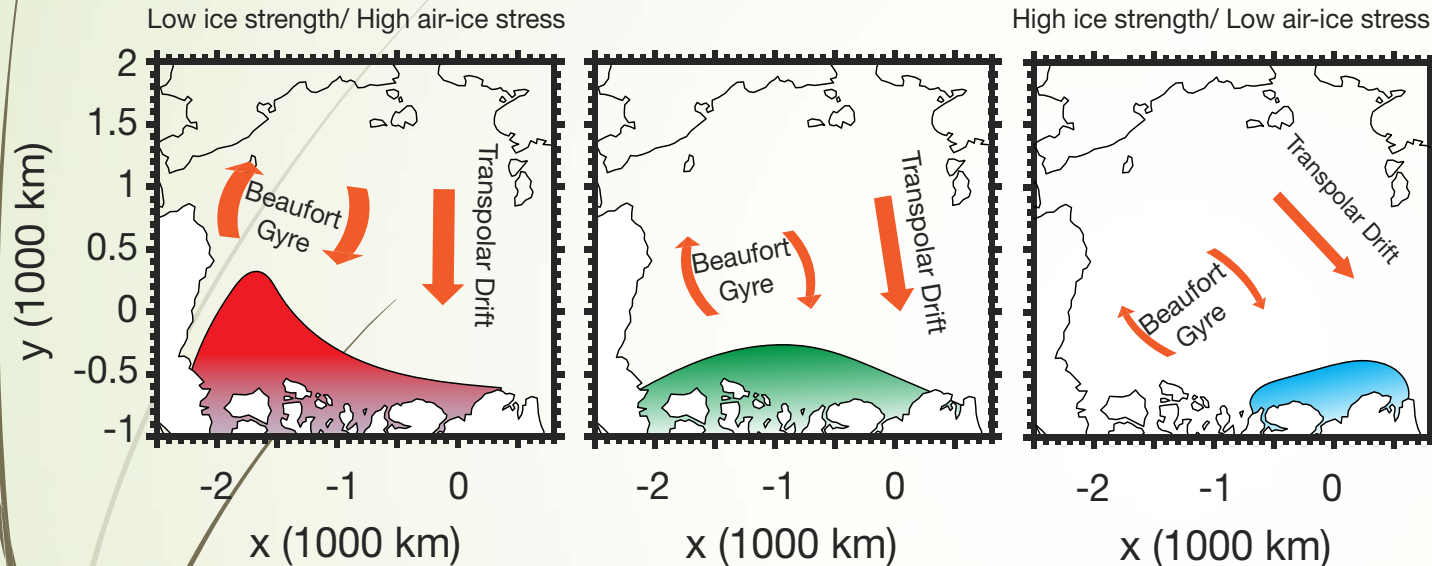 Low ice strength/ High air-ice stress
High ice strength/ Low air-ice stress
y (1000 km)
2
1.5
1
0.5
0
-0.5
-1
Beaufort
Gyre
Transpolar Drift
-2
-1
0
x (1000 km)
Beaufort
Gyre
Transpolar Drift
-2
-1
0
x (1000 km)
Beaufort
Gyre
Transpolar Drift
-2
-1
0
x (1000 km)